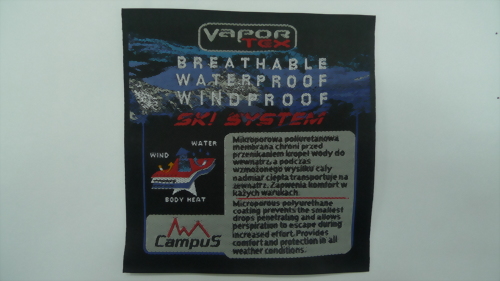 VAPOR
TEX
BREATHABLE
WATERPROOF
WINDPROOF
SKI SYSTEM
WATER
WIND
BODY HEAT
CampuS
Mikroporowa poliuretanowa
membrana chroni przed
przenikaniem kropel wody do
wewnątrz, a podczas
wzmożonego wysiłku cały
nadmiar ciepła transportuje na
zewnątrz. Zapewnia komfort w
każych warukach.
Microporous polyurethane
coating prevents the smallest
drops penetrating and allows
perspiration to escape during
increased effort. Provides
comfort and protection in all
weather conditions.